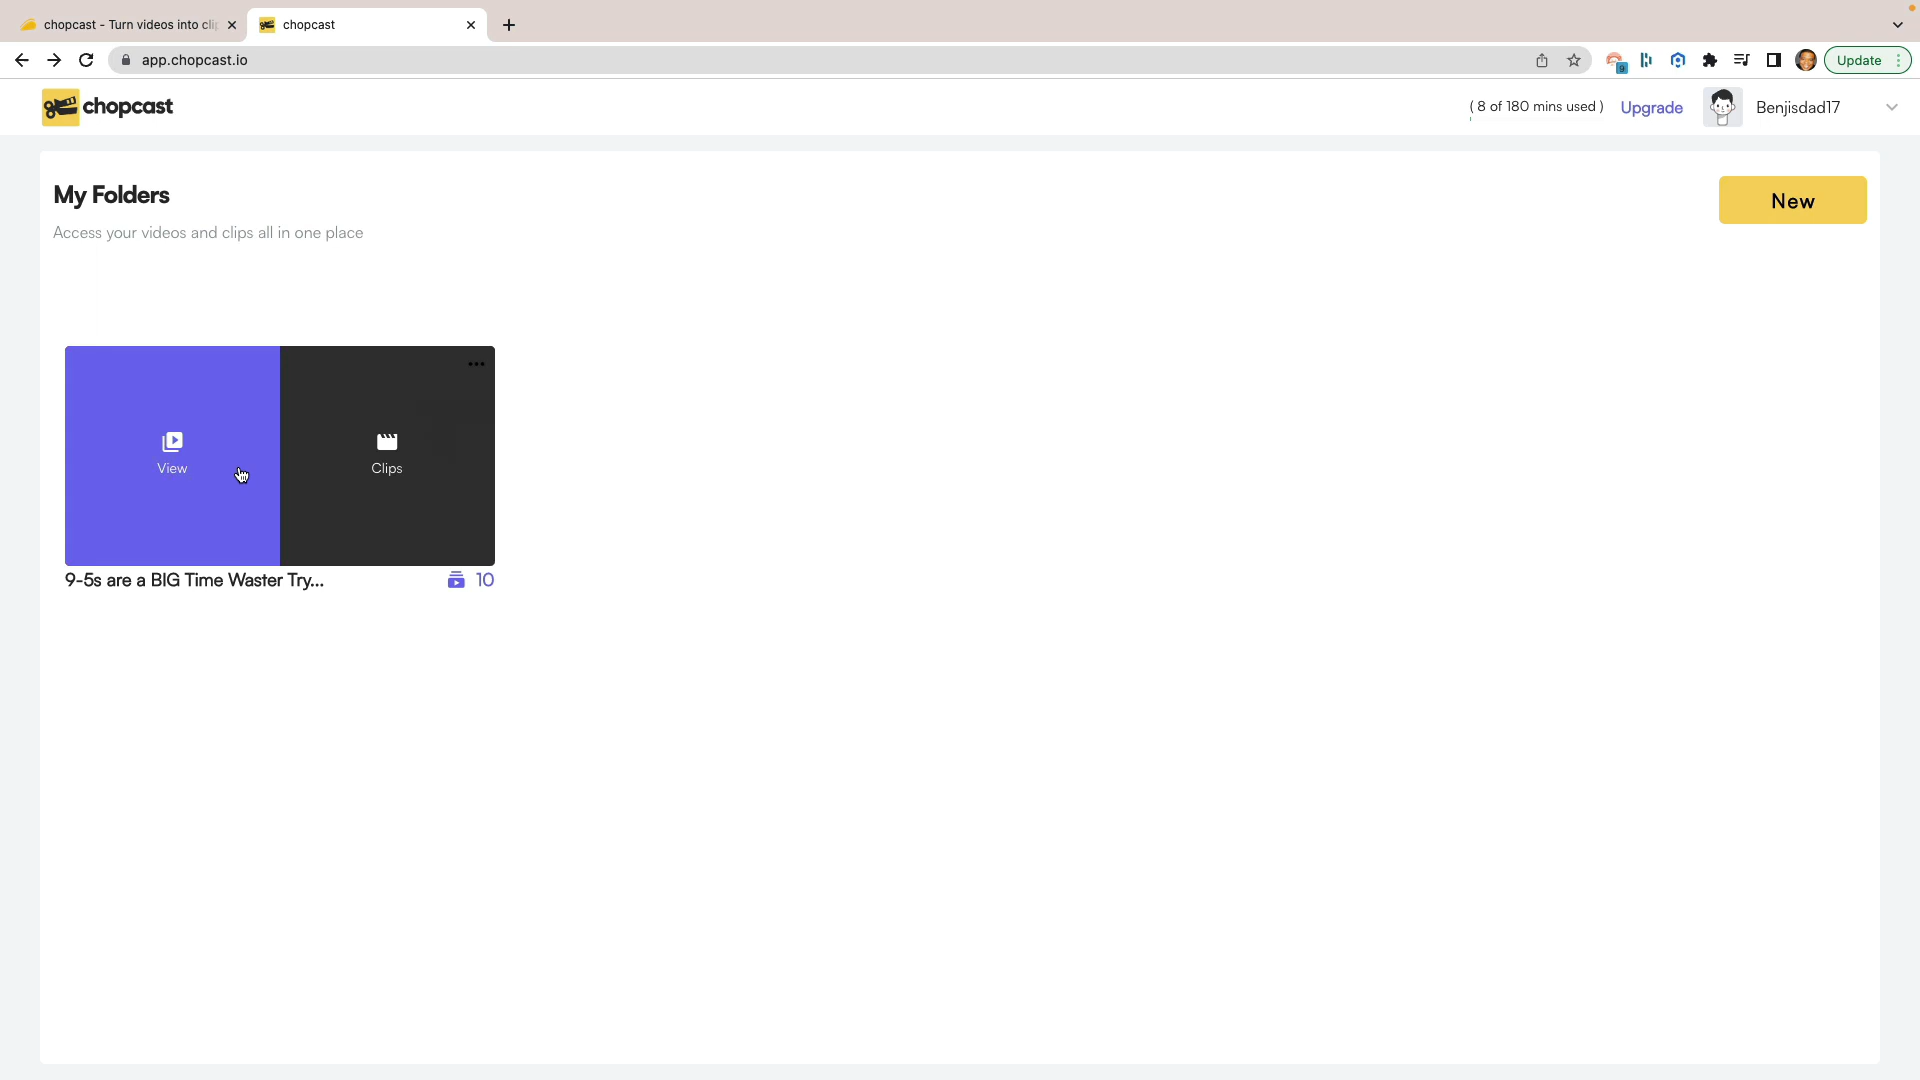 chopcast - Turn videos into cli
chopcast
app.chopcast.io
9
Update
chopcast
( 8 of 180 mins used )
Upgrade
Benjisdad17
My Folders
New
Access your videos and clips all in one place
View
Clips
9-5s are a BIG Time Waster Try...
10